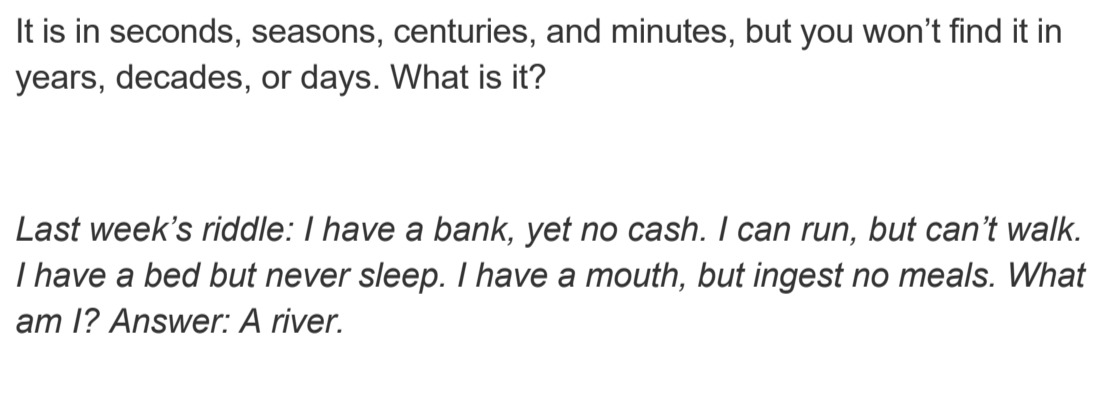 It is in seconds, seasons, centuries, and minutes, but you won’t find it in
years, decades, or days. What is it?
Last week’s riddle: I have a bank, yet no cash. I can run, but can’t walk.
I have a bed but never sleep. I have a mouth, but ingest no meals. What
am I? Answer: A river.